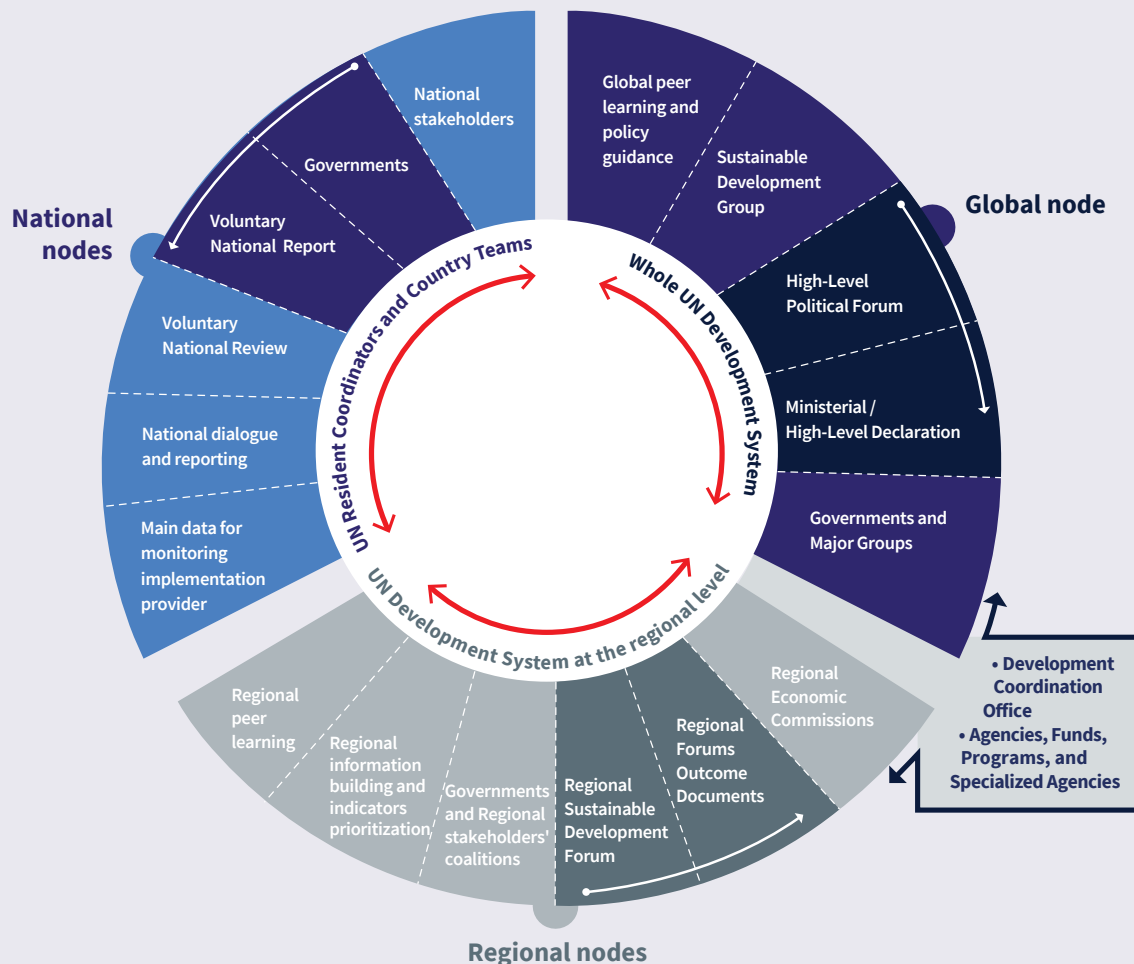 National
nodes
National
stakeholders
Governments
Voluntary
National Report
Voluntary
National Review
National dialogue
and reporting
Main data for
monitoring
implementation
provider
UN Resident Coordinators and Country Teams
Global node
Global peer
learning and
policy
guidance
Sustainable
Development
Group
High-Level
Political Forum
Ministerial /
High-Level Declaration
Governments and
Major Groups
Whole UN Development System
• Development
Coordination
Office
• Agencies, Funds,
Programs, and
Specialized Agencies
UN Development System at the regional level
Regional
peer
learning
Regional
information
building and
indicators
prioritization
Governments
and Regional
stakeholders'
coalitions
Regional
Sustainable
Development
Forum
Regional
Forums
Outcome
Documents
Regional
Economic
Commissions
Regional nodes